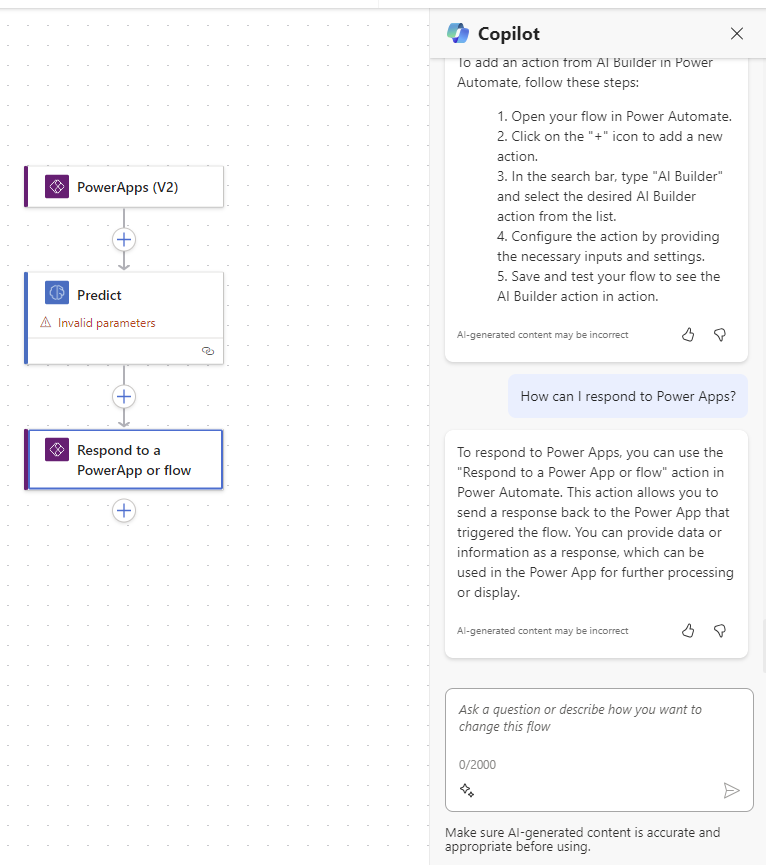 PowerApps (V2)
Predict
Invalid parameters
Respond to a
PowerApp or flow
Copilot
To add an action from AI Builder in Power
Automate, follow these steps:
1. Open your flow in Power Automate.
2. Click on the "+" icon to add a new
action.
3. In the search bar, type "AI Builder"
and select the desired AI Builder
action from the list.
4. Configure the action by providing
the necessary inputs and settings.
5. Save and test your flow to see the
AI Builder action in action.
AI-generated content may be incorrect
How can I respond to Power Apps?
To respond to Power Apps, you can use the
"Respond to a Power App or flow" action in
Power Automate. This action allows you to
send a response back to the Power App that
triggered the flow. You can provide data or
information as a response, which can be
used in the Power App for further processing
or display.
AI-generated content may be incorrect
Ask a question or describe how you want to
change this flow
0/2000
Make sure AI-generated content is accurate and
appropriate before using.